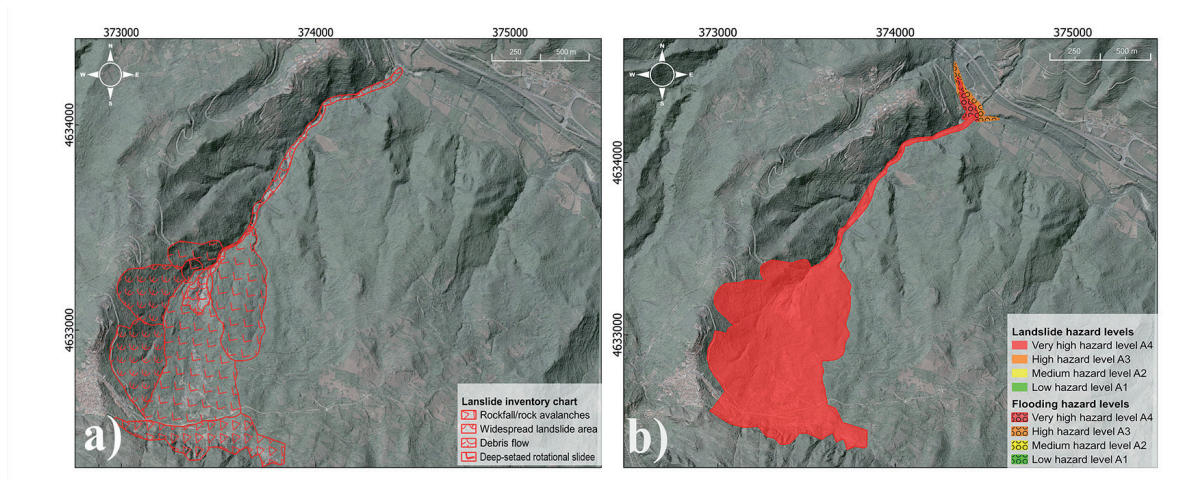 373000 374000 375000
N
W E
S
250 500 m
4634000
4633000
a)
Lanslide inventory chart
Rockfall/rock avalanches
Widespread landslide area
Debris flow
Deep-setaed rotational slidee
373000 374000 375000
N
W E
S
250 500 m
4634000
4633000
b)
Landslide hazard levels
Very high hazard level A4
High hazard level A3
Medium hazard level A2
Low hazard level A1
Flooding hazard levels
Very high hazard level A4
High hazard level A3
Medium hazard level A2
Low hazard level A1